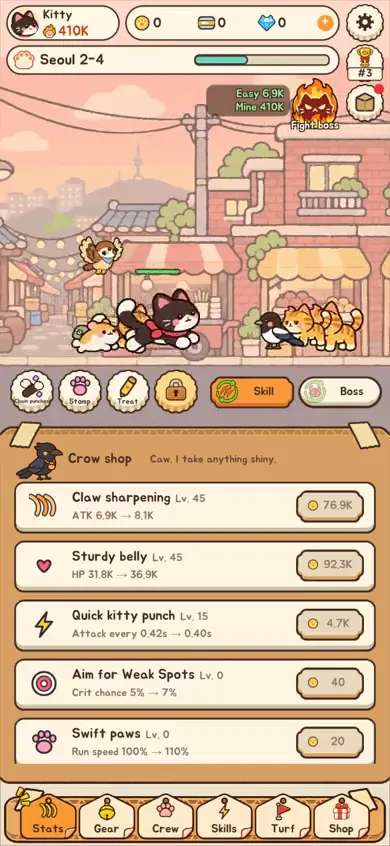 Kitty
410K
0
0
0
Seoul 2-4
#3
Easy 6.9K
Mine 410K
Fight boss
Chain punches
Stamp
Treat
Skill
Boss
Crow shop
Caw. I take anything shiny.
Claw sharpening Lv. 45
ATK 6.9K → 8.1K
76.9K
Sturdy belly Lv. 45
HP 31.8K → 36.9K
92.3K
Quick kitty punch Lv. 15
Attack every 0.42s → 0.40s
4.7K
Aim for Weak Spots Lv. 0
Crit chance 5% → 7%
40
Swift paws Lv. 0
Run speed 100% → 110%
20
Stats
Gear
Crew
Skills
Turf
Shop